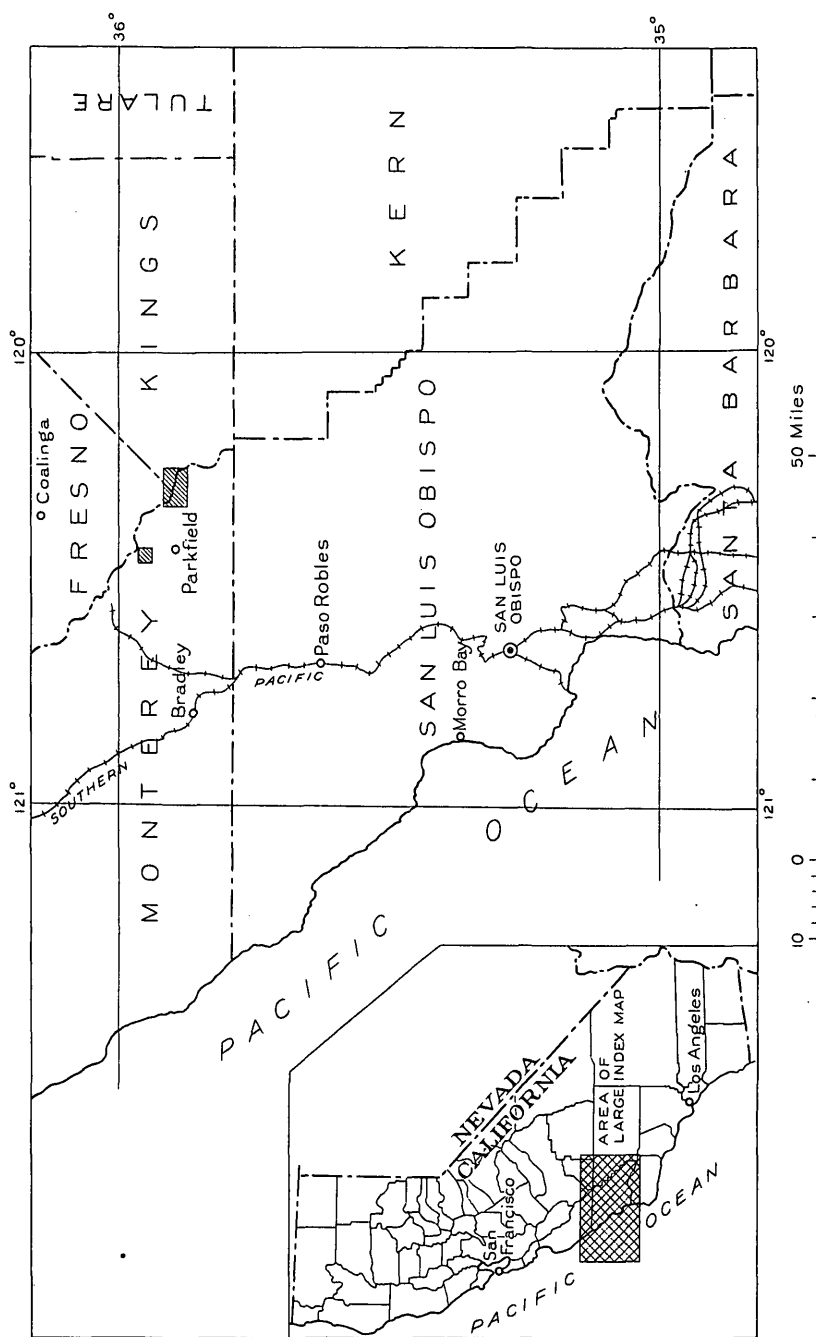 121°
120°
36°
FRESNO
Coalinga
TULARE
KINGS
MONTEREY
Parkfield
Bradley
SOUTHERN
PACIFIC
Paso Robles
KERN
SAN LUIS OBISPO
Morro Bay
SAN LUIS
OBISPO
PACIFIC
OCEAN
35°
SANTA BARBARA
121°
120°
10
0
50 Miles
NEVADA
CALIFORNIA
San
Francisco
AREA OF
LARGE INDEX MAP
Los Angeles
PACIFIC
OCEAN